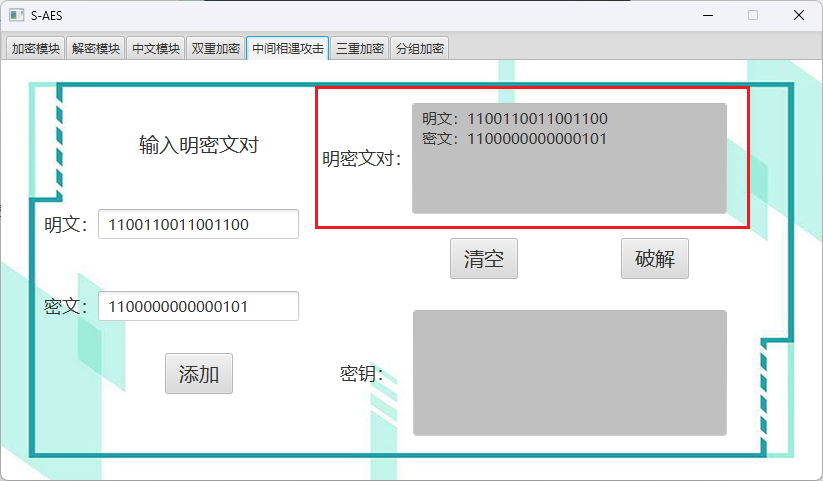 S-AES
加密模块 解密模块 中文模块 双重加密 中间相遇攻击 三重加密 分组加密
输入明密文对
明文： 1100110011001100
密文： 1100000000000101
添加
明密文对：
明文：1100110011001100
密文：1100000000000101
清空 破解
密钥：